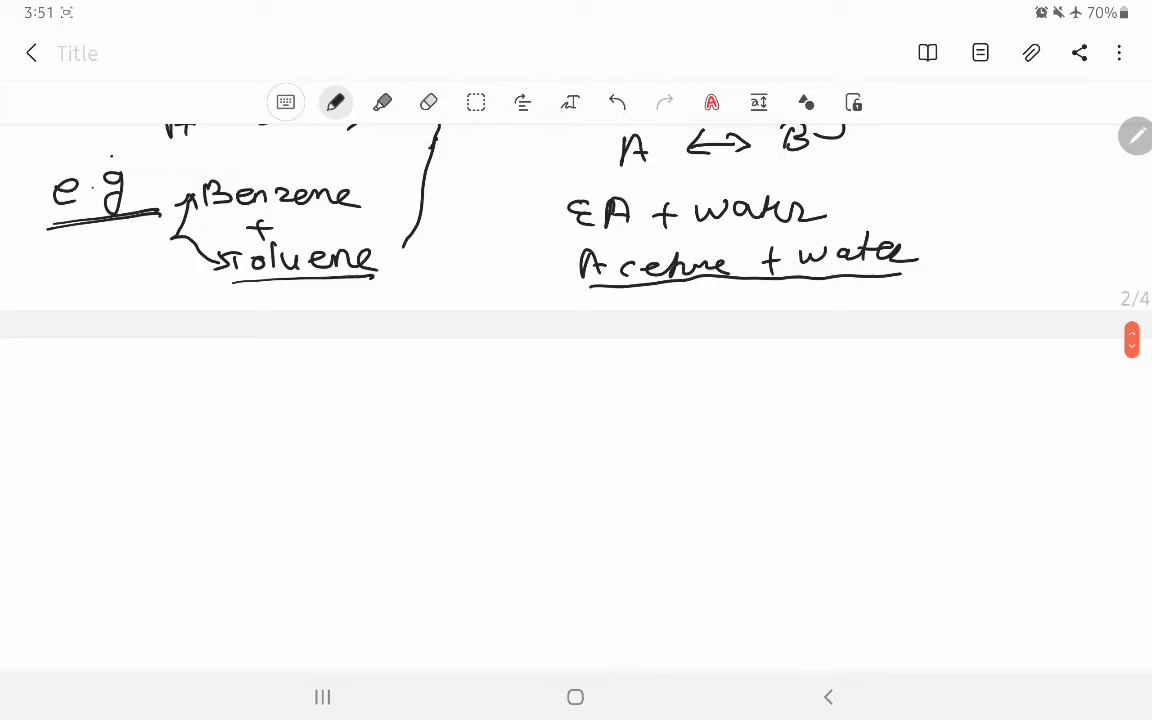 3:51 70%
Title
A B
e.g Benzene
+
Toluene
EA + water
Acetone + water
2/4